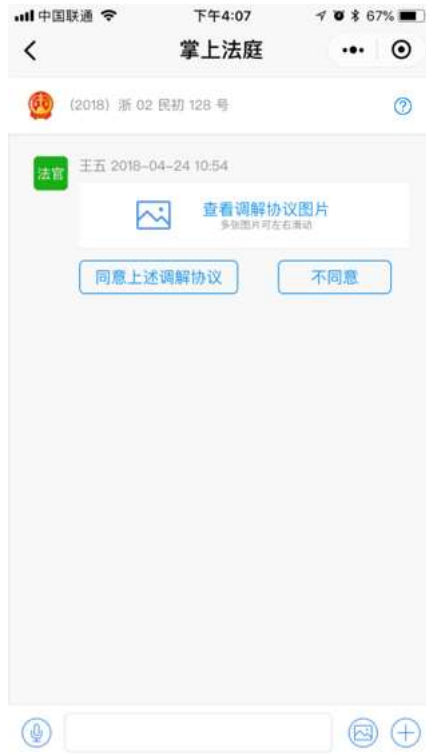 中国联通 下午4:07 67%
掌上法庭
(2018) 浙 02 民初 128 号
法官 王五 2018-04-24 10:54
查看调解协议图片
多张图片可左右滑动
同意上述调解协议 不同意